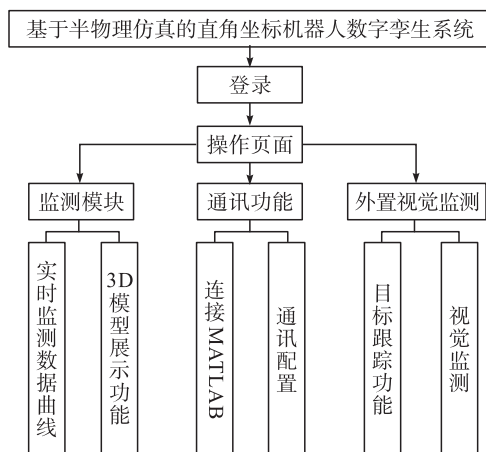 基于半物理仿真的直角坐标机器人数字孪生系统
登录
操作页面
监测模块
通讯功能
外置视觉监测
实时监测数据曲线
3D模型展示功能
连接MATLAB
通讯配置
目标跟踪功能
视觉监测